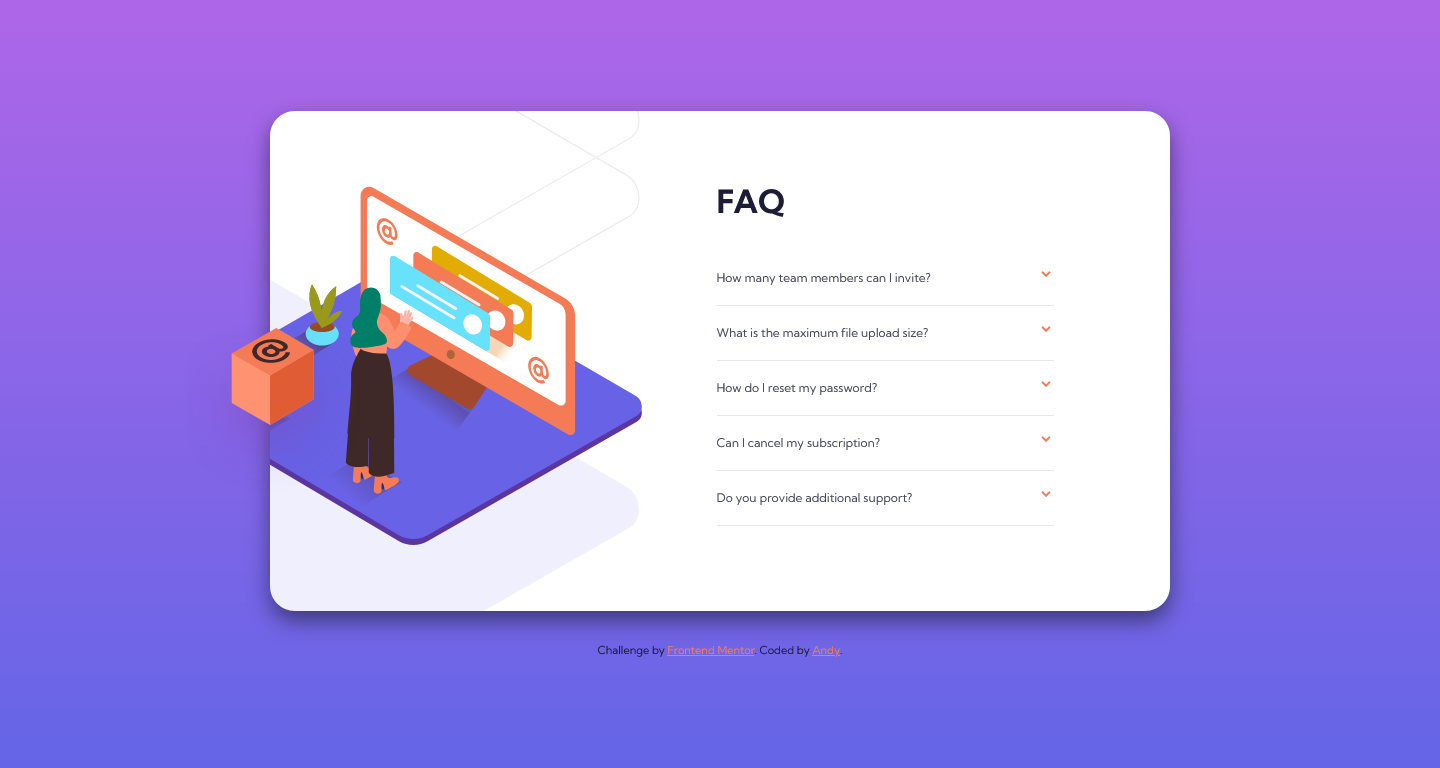 @
@
@
FAQ
How many team members can I invite?
What is the maximum file upload size?
How do I reset my password?
Can I cancel my subscription?
Do you provide additional support?
Challenge by Frontend Mentor. Coded by Andy.